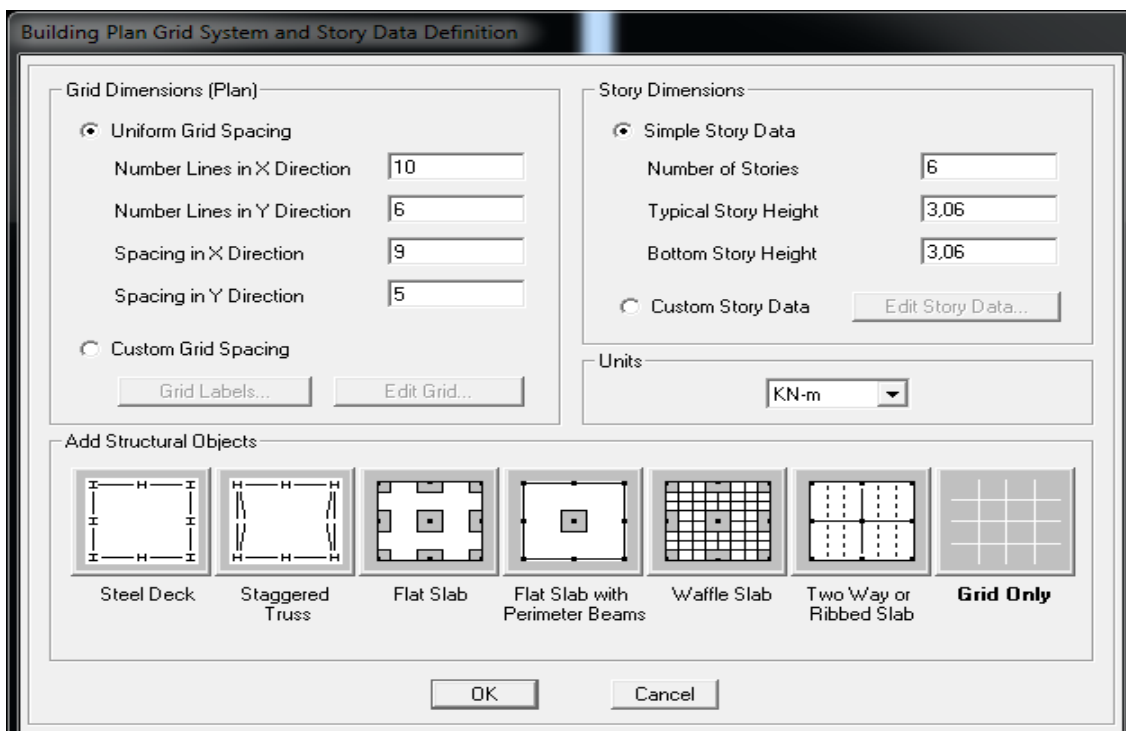 Building Plan Grid System and Story Data Definition
Grid Dimensions (Plan)
Uniform Grid Spacing
Number Lines in X Direction 10
Number Lines in Y Direction 6
Spacing in X Direction 9
Spacing in Y Direction 5
Custom Grid Spacing
Grid Labels... Edit Grid...
Story Dimensions
Simple Story Data
Number of Stories 6
Typical Story Height 3,06
Bottom Story Height 3,06
Custom Story Data Edit Story Data...
Units
KN-m
Add Structural Objects
Steel Deck
Staggered
Truss
Flat Slab
Flat Slab with
Perimeter Beams
Waffle Slab
Two Way or
Ribbed Slab
Grid Only
OK Cancel